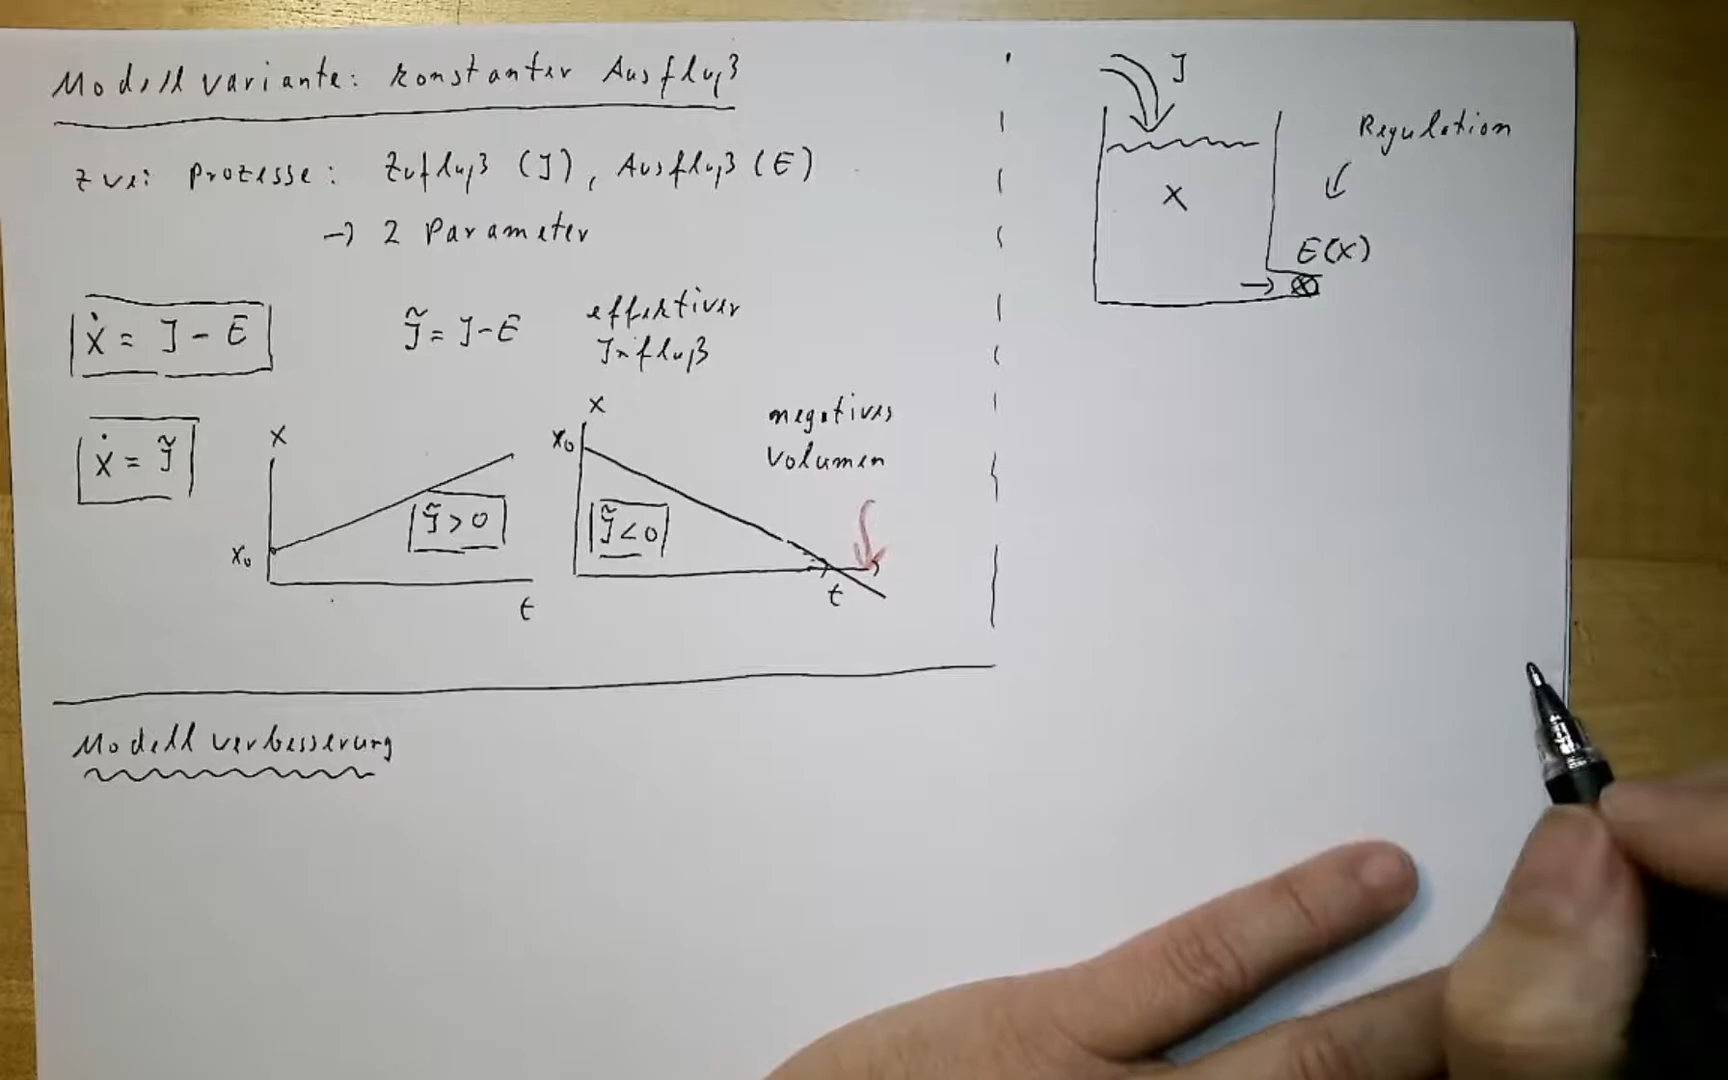 Modellvariante: konstanter Ausfluß
zwei Prozesse: Zufluß (J), Ausfluß (E)
→ 2 Parameter
ẋ = J - E
J̃ = J - E
effektiver
Influß
ẋ = J̃
x
x₀
J̃ > 0
t
x
x₀
J̃ < 0
t
negatives
Volumen
Modellverbesserung
J
Regulation
X
E(x)